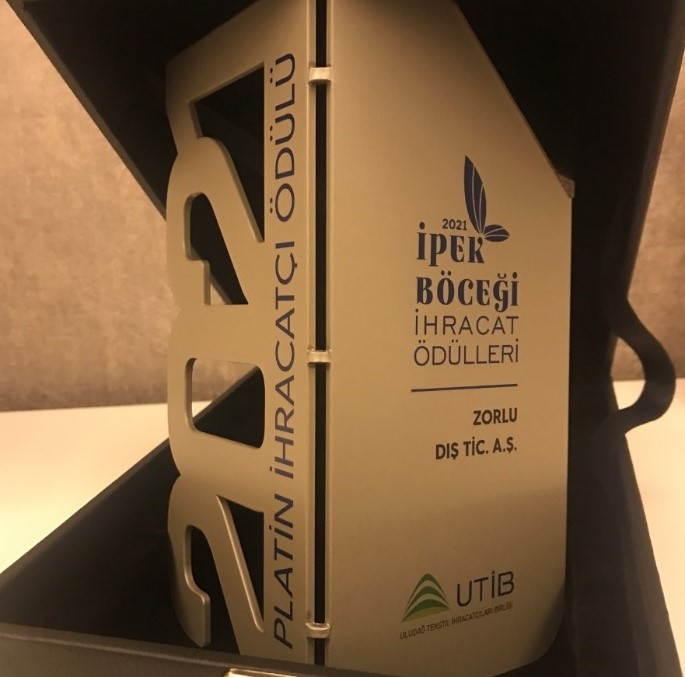 2021
PLATİN İHRACATÇI ÖDÜLÜ
2021
İPEK
BÖCEĞİ
İHRACAT
ÖDÜLLERİ
ZORLU
DIŞ TİC. A.Ş.
UTİB
ULUDAĞ TEKSTİL İHRACATÇILARI BİRLİĞİ